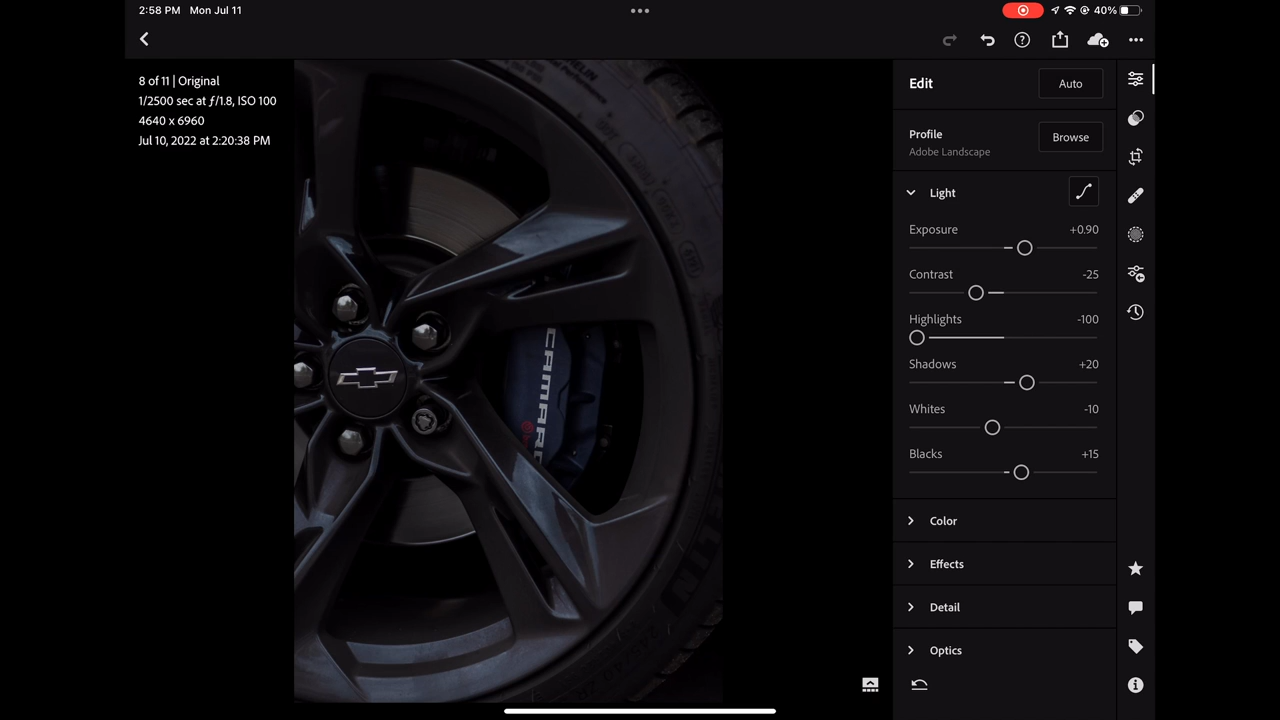 2:58 PM Mon Jul 11
40%
8 of 11 | Original
1/2500 sec at ƒ/1.8, ISO 100
4640 x 6960
Jul 10, 2022 at 2:20:38 PM
Edit
Auto
Profile
Adobe Landscape
Browse
Light
Exposure +0.90
Contrast -25
Highlights -100
Shadows +20
Whites -10
Blacks +15
Color
Effects
Detail
Optics
CAMARO